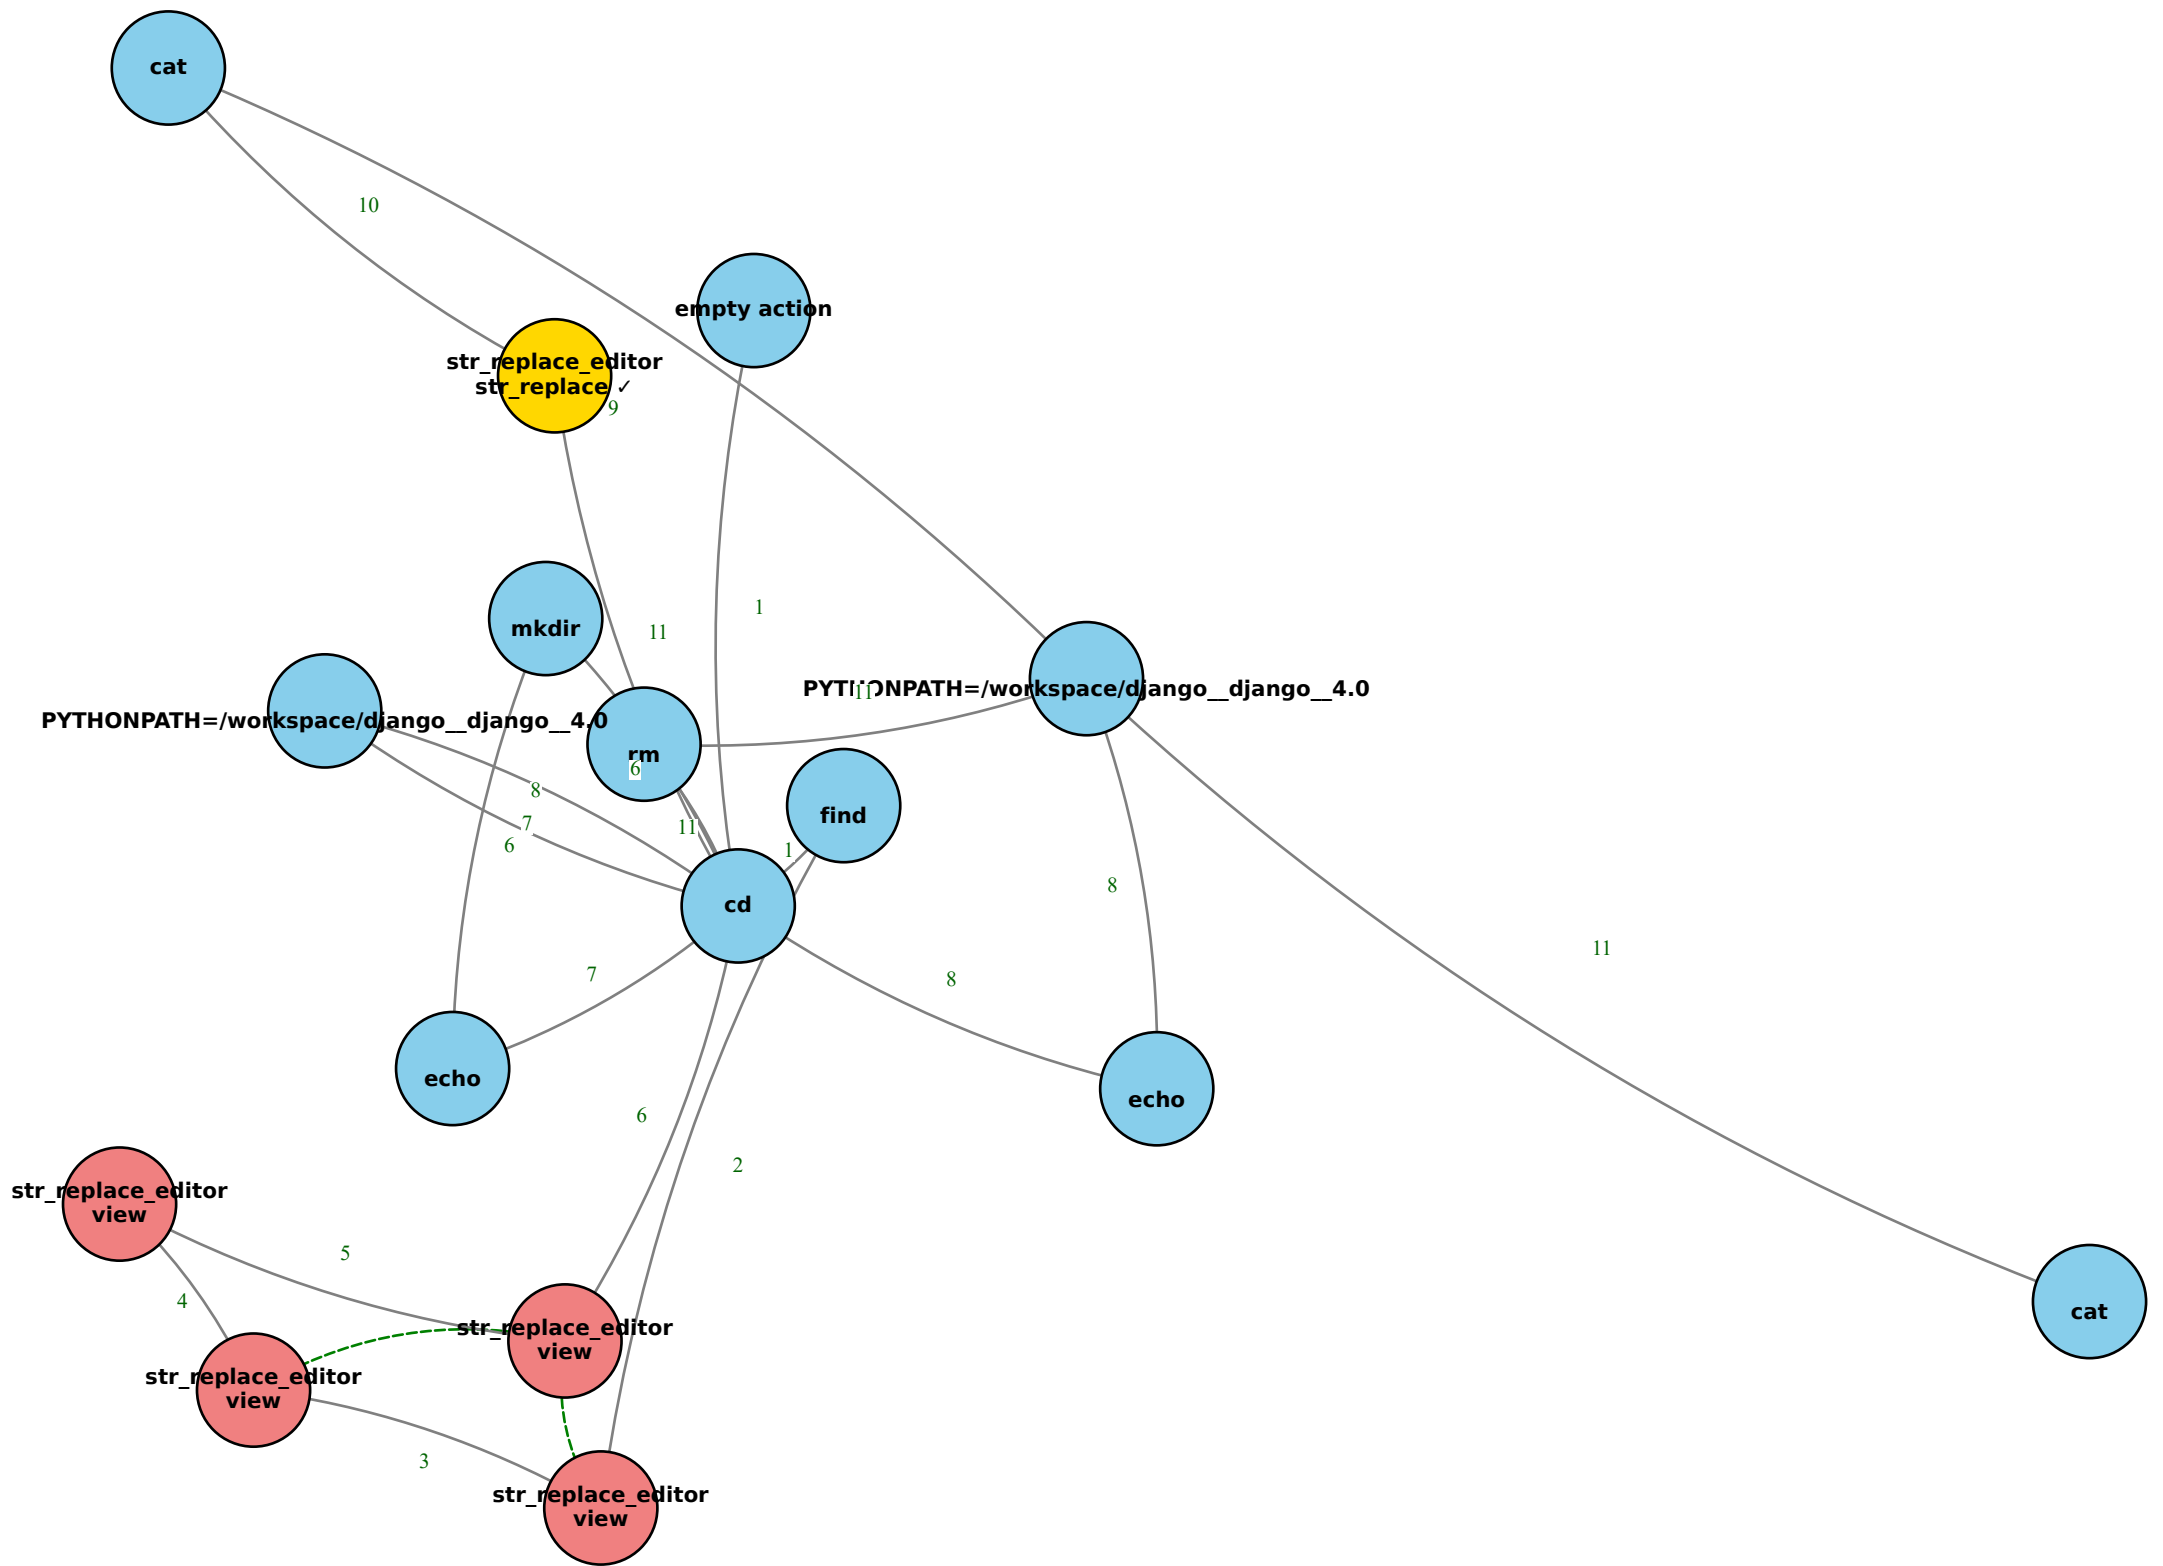 cat
10
empty action
str_replace_editor
str_replace ✓
9
1
mkdir
11
PYTHONPATH=/workspace/django__django__4.0
11
PYTHONPATH=/workspace/django__django__4.0
rm
6
8
find
7
11
6
1
8
cd
7
8
echo
echo
11
6
2
str_replace_editor
view
5
4
str_replace_editor
view
cat
str_replace_editor
view
3
str_replace_editor
view